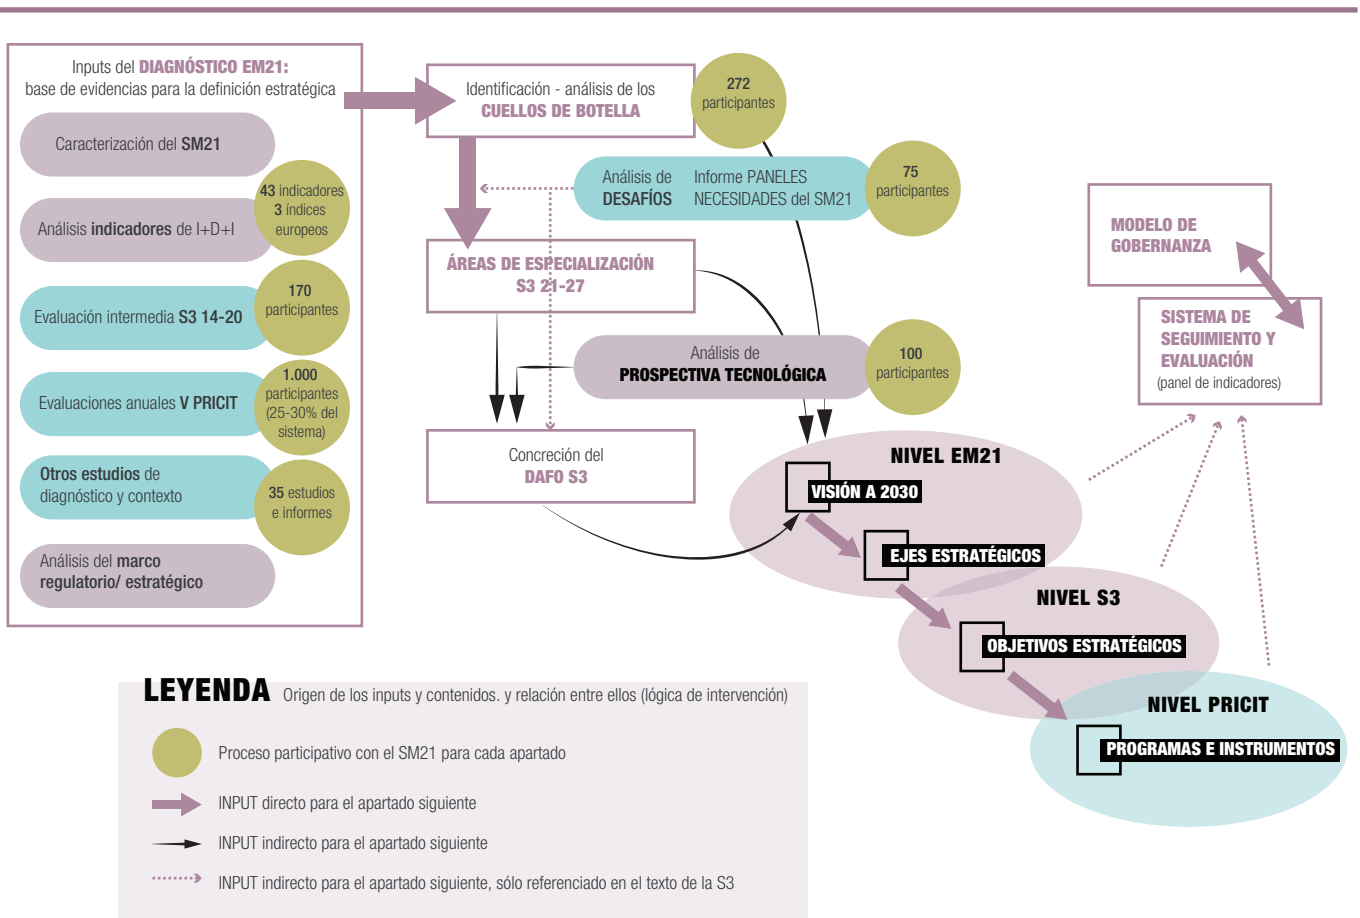 Inputs del DIAGNÓSTICO EM21:
base de evidencias para la definición estratégica
Caracterización del SM21
Análisis indicadores de I+D+I
43 indicadores
3 índices
europeos
Evaluación intermedia S3 14-20
170
participantes
Evaluaciones anuales V PRICIT
1.000
participantes
(25-30% del
sistema)
Otros estudios de
diagnóstico y contexto
35 estudios
e informes
Análisis del marco
regulatorio/ estratégico
Identificación - análisis de los
CUELLOS DE BOTELLA
272
participantes
Análisis de
DESAFÍOS
Informe PANELES
NECESIDADES del SM21
75
participantes
ÁREAS DE ESPECIALIZACIÓN
S3 21-27
Análisis de
PROSPECTIVA TECNOLÓGICA
100
participantes
Concreción del
DAFO S3
MODELO DE
GOBERNANZA
SISTEMA DE
SEGUIMIENTO Y
EVALUACIÓN
(panel de indicadores)
NIVEL EM21
VISIÓN A 2030
EJES ESTRATÉGICOS
NIVEL S3
OBJETIVOS ESTRATÉGICOS
NIVEL PRICIT
PROGRAMAS E INSTRUMENTOS
LEYENDA Origen de los inputs y contenidos. y relación entre ellos (lógica de intervención)
Proceso participativo con el SM21 para cada apartado
INPUT directo para el apartado siguiente
INPUT indirecto para el apartado siguiente
INPUT indirecto para el apartado siguiente, sólo referenciado en el texto de la S3